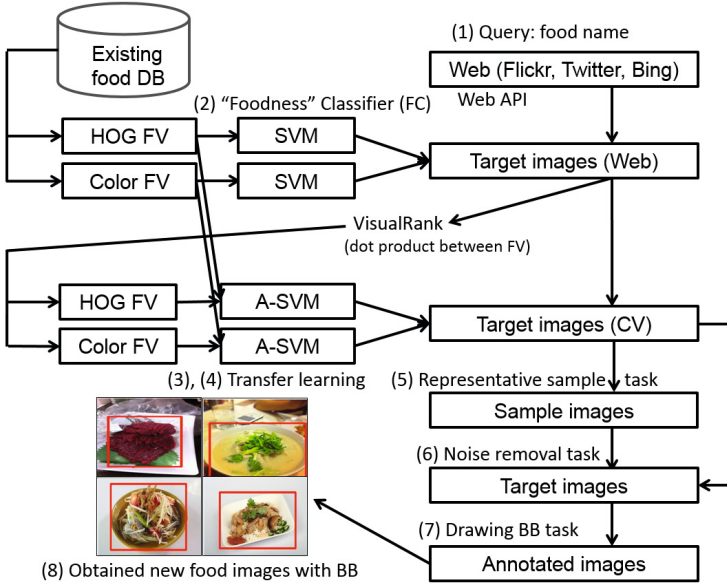 Existing
food DB
(1) Query: food name
Web (Flickr, Twitter, Bing)
Web API
(2) “Foodness” Classifier (FC)
HOG FV
SVM
Color FV
SVM
Target images (Web)
VisualRank
(dot product between FV)
HOG FV
A-SVM
Color FV
A-SVM
Target images (CV)
(3), (4) Transfer learning
(5) Representative sample task
Sample images
(6) Noise removal task
Target images
(7) Drawing BB task
Annotated images
(8) Obtained new food images with BB